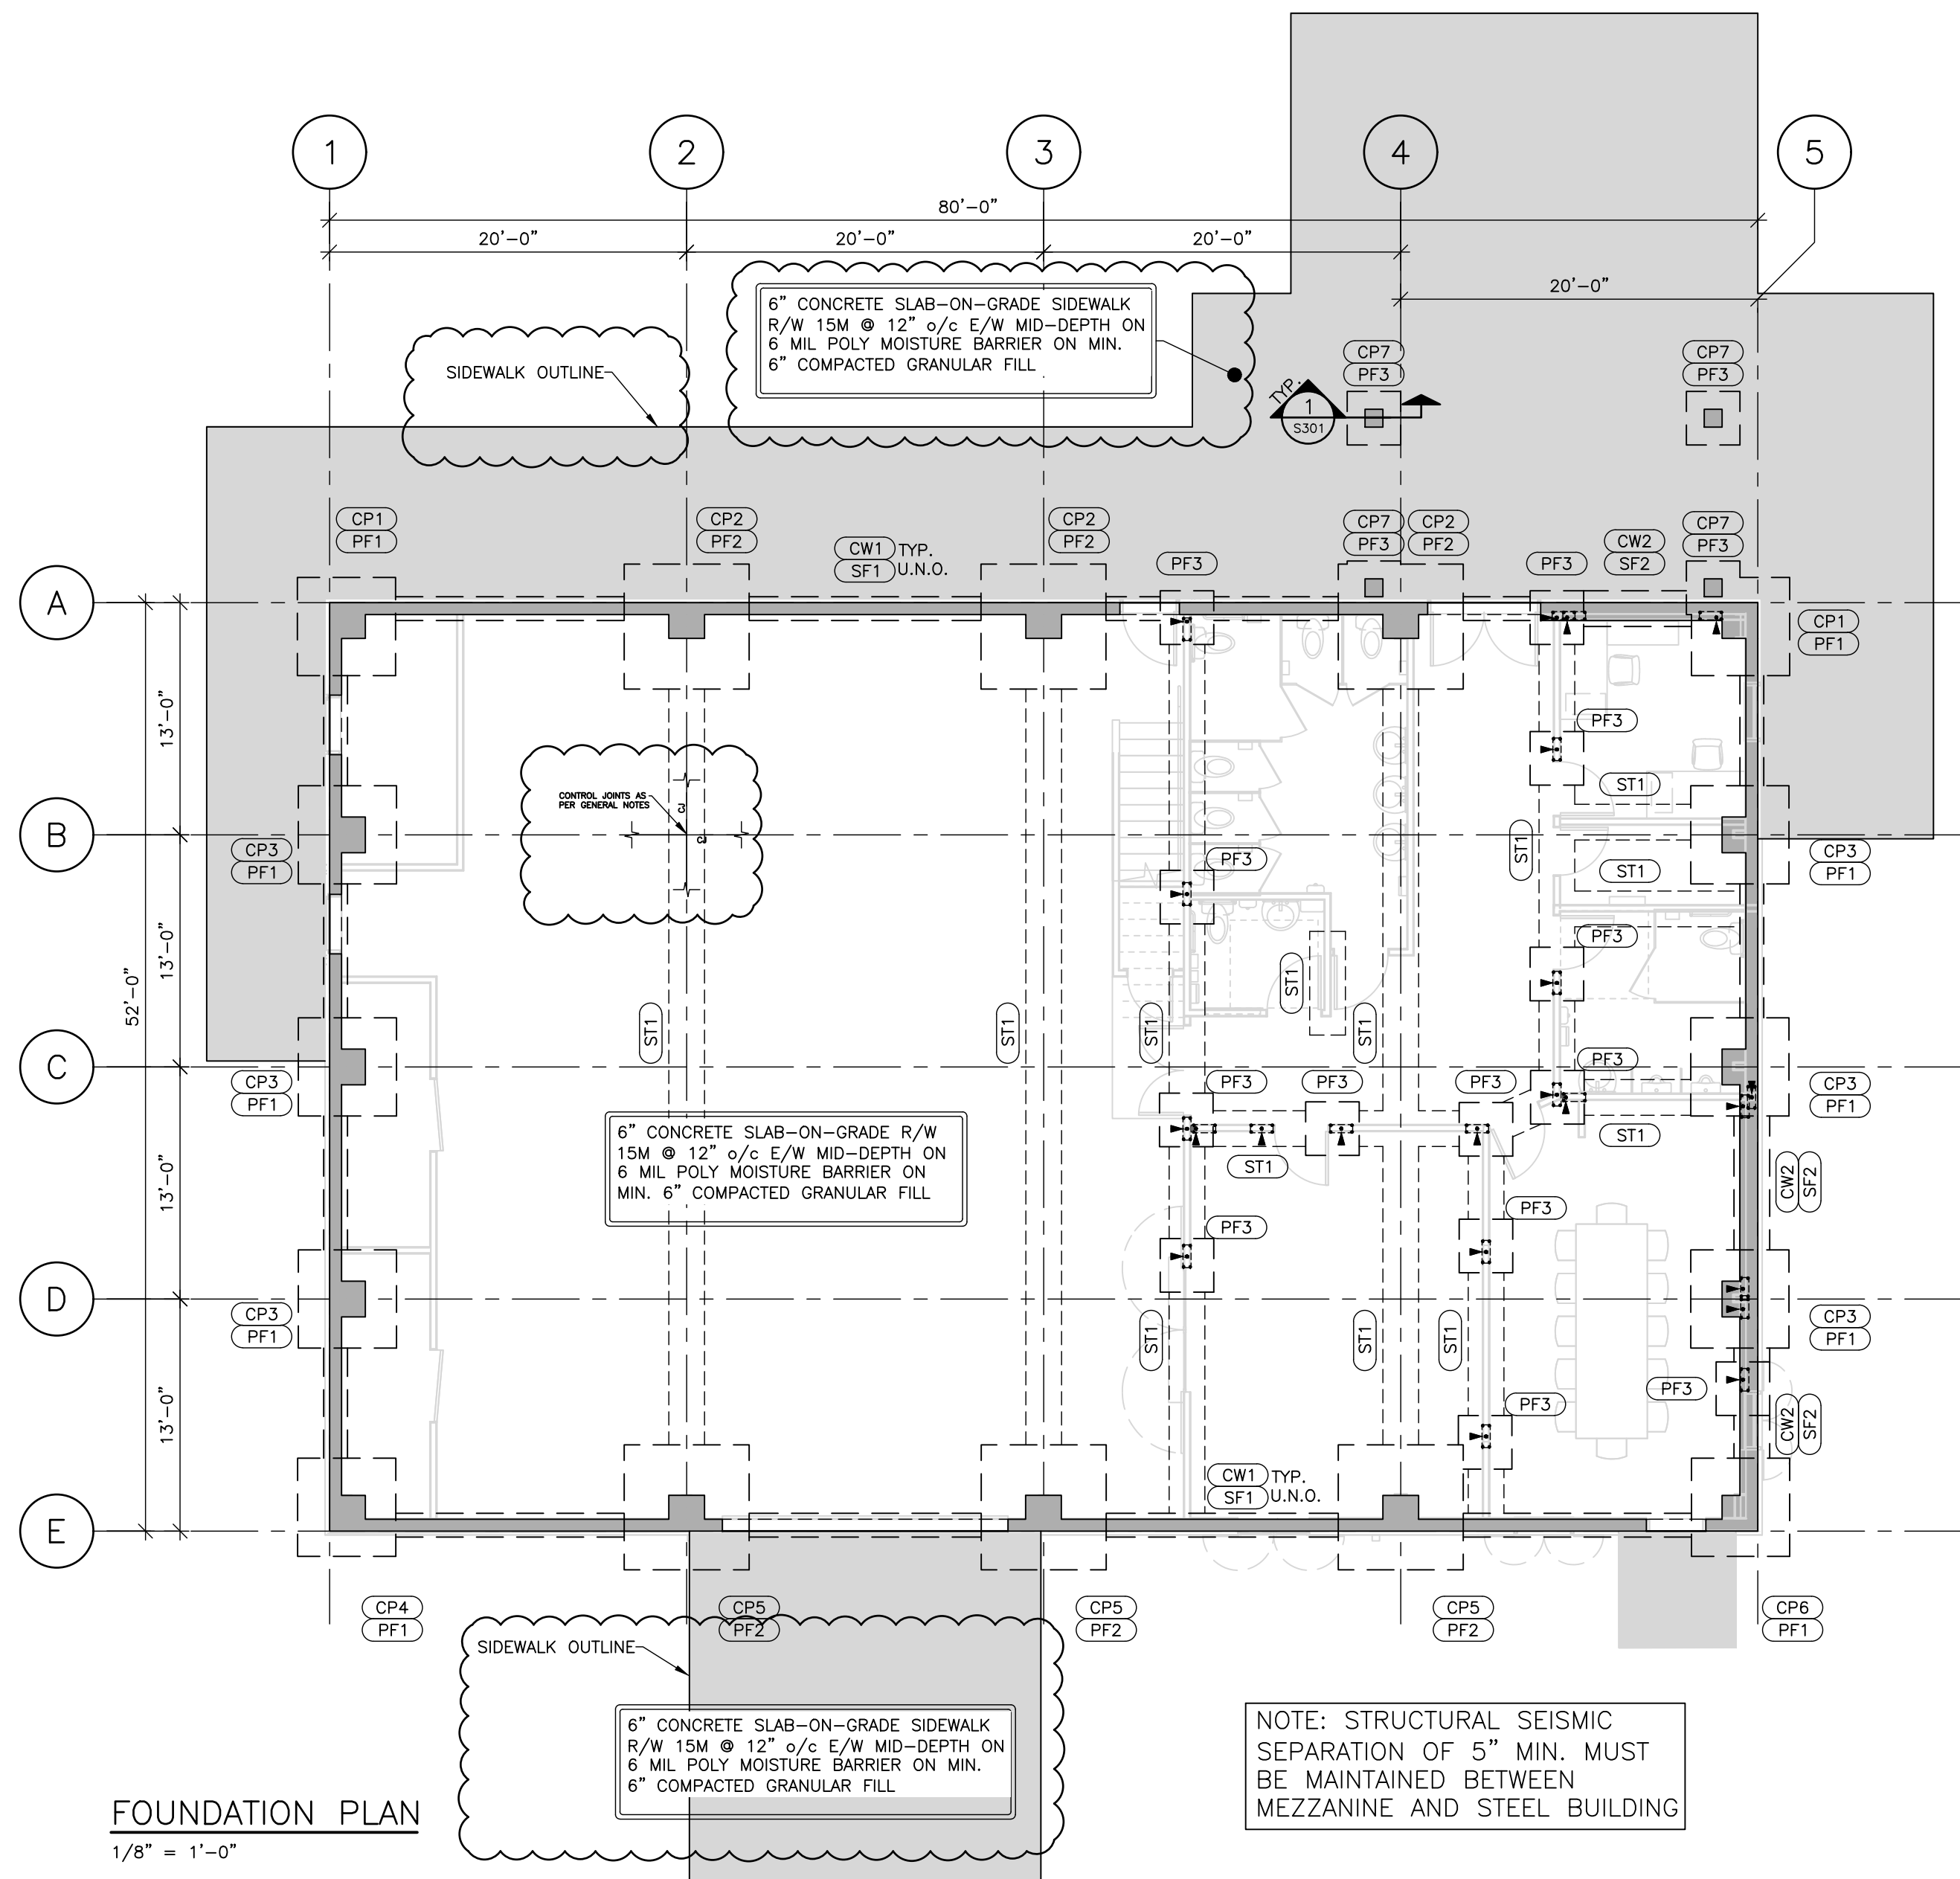 1
2
3
4
5
80'-0"
20'-0"
20'-0"
20'-0"
20'-0"
6" CONCRETE SLAB-ON-GRADE SIDEWALK
R/W 15M @ 12" o/c E/W MID-DEPTH ON
6 MIL POLY MOISTURE BARRIER ON MIN.
6" COMPACTED GRANULAR FILL
SIDEWALK OUTLINE
TYP.
1
S301
CP7
PF3
CP7
PF3
CP1
PF1
CP2
PF2
CW1 TYP.
SF1 U.N.O.
CP2
PF2
CP7
PF3
CP2
PF2
CW2
SF2
CP7
PF3
PF3
PF3
A
CP1
PF1
13'-0"
PF3
ST1
CONTROL JOINTS AS
PER GENERAL NOTES
CJ
CJ
B
CP3
PF1
ST1
PF3
ST1
CP3
PF1
13'-0"
52'-0"
PF3
ST1
ST1
ST1
ST1
ST1
C
CP3
PF1
PF3
PF3
PF3
PF3
CP3
PF1
6" CONCRETE SLAB-ON-GRADE R/W
15M @ 12" o/c E/W MID-DEPTH ON
6 MIL POLY MOISTURE BARRIER ON
MIN. 6" COMPACTED GRANULAR FILL
ST1
ST1
13'-0"
CW2
SF2
PF3
PF3
D
CP3
PF1
ST1
ST1
ST1
CP3
PF1
13'-0"
PF3
PF3
CW2
SF2
CW1 TYP.
SF1 U.N.O.
E
CP4
PF1
CP5
PF2
CP5
PF2
CP5
PF2
CP6
PF1
SIDEWALK OUTLINE
6" CONCRETE SLAB-ON-GRADE SIDEWALK
R/W 15M @ 12" o/c E/W MID-DEPTH ON
6 MIL POLY MOISTURE BARRIER ON MIN.
6" COMPACTED GRANULAR FILL
NOTE: STRUCTURAL SEISMIC
SEPARATION OF 5" MIN. MUST
BE MAINTAINED BETWEEN
MEZZANINE AND STEEL BUILDING
FOUNDATION PLAN
1/8" = 1'-0"